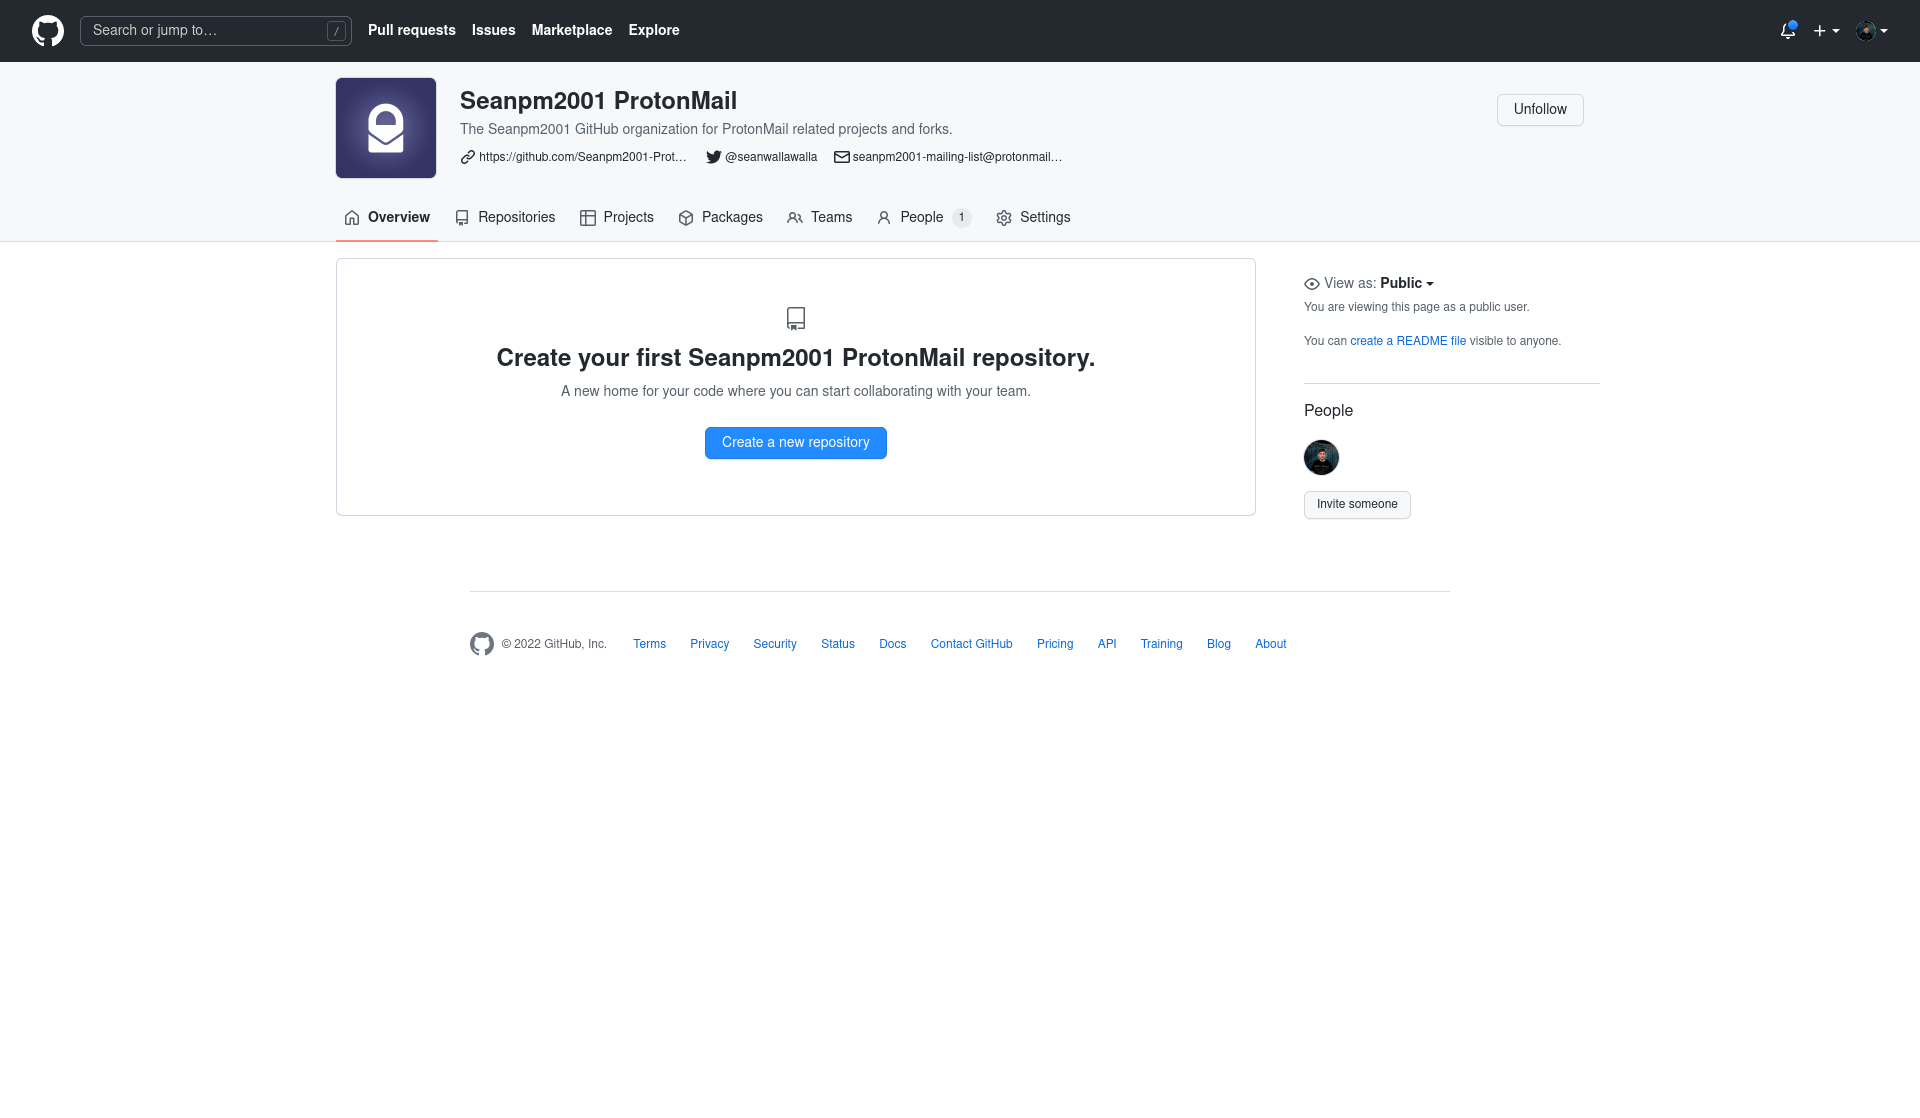 Search or jump to… /
Pull requests Issues Marketplace Explore
Seanpm2001 ProtonMail
Unfollow
The Seanpm2001 GitHub organization for ProtonMail related projects and forks.
https://github.com/Seanpm2001-Prot… @seanwallawalla seanpm2001-mailing-list@protonmail…
Overview Repositories Projects Packages Teams People 1 Settings
Create your first Seanpm2001 ProtonMail repository.
A new home for your code where you can start collaborating with your team.
Create a new repository
View as: Public
You are viewing this page as a public user.
You can create a README file visible to anyone.
People
Invite someone
© 2022 GitHub, Inc. Terms Privacy Security Status Docs Contact GitHub Pricing API Training Blog About